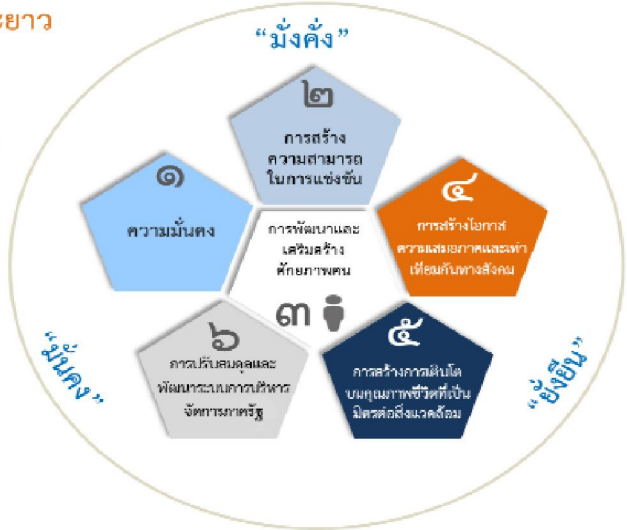 ะยาว
“มั่งคั่ง”
๒
การสร้าง
ความสามารถ
ในการแข่งขัน
๑
ความมั่นคง
การพัฒนาและ
เสริมสร้าง
ศักยภาพคน
๓
๔
การสร้างโอกาส
ความเสมอภาคและเท่า
เทียมกันทางสังคม
๖
การปรับสมดุลและ
พัฒนาระบบการบริหาร
จัดการภาครัฐ
๕
การสร้างการเติบโต
บนคุณภาพชีวิตที่เป็น
มิตรต่อสิ่งแวดล้อม
“มั่นคง”
“ยั่งยืน”